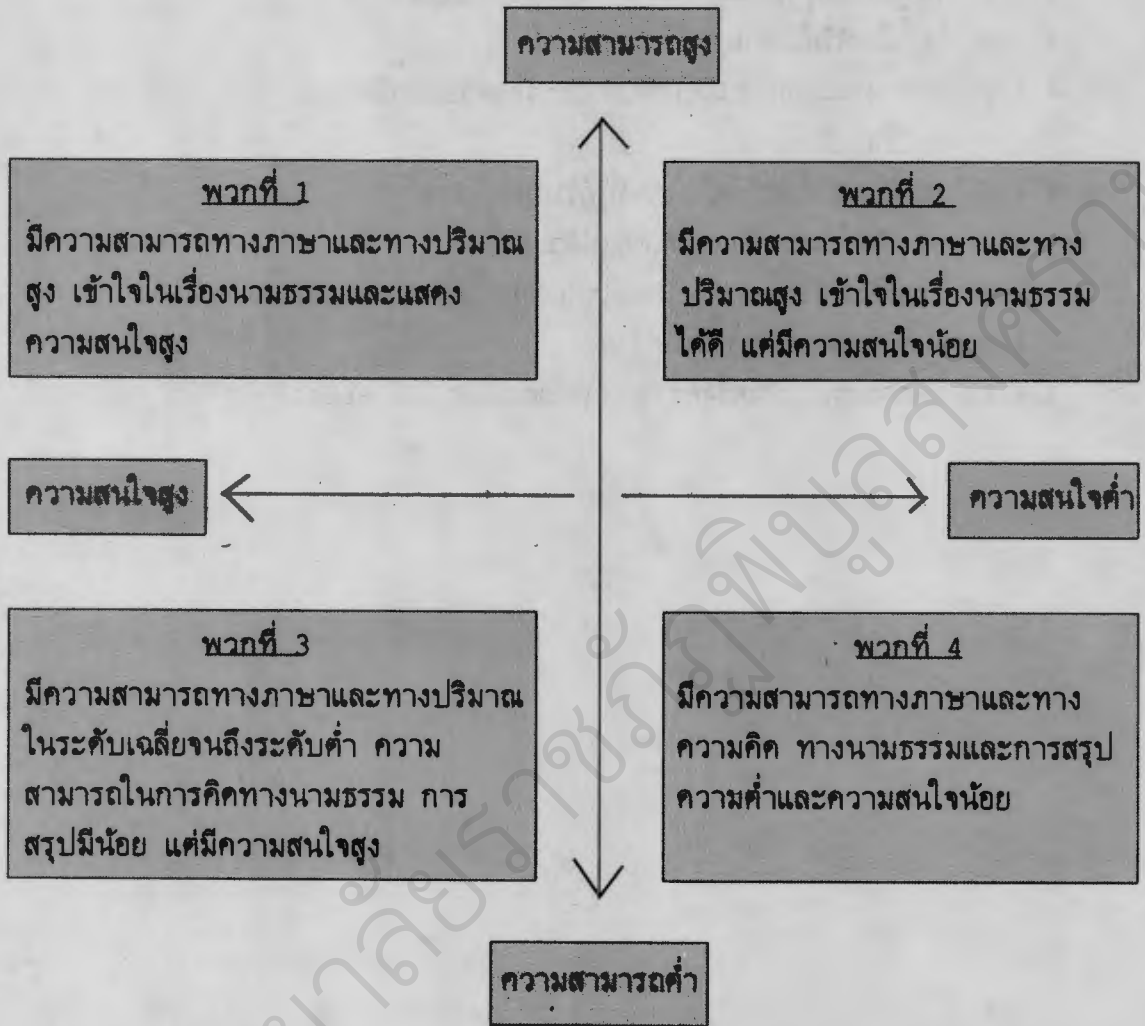 ความสามารถสูง
พวกที่ 1
มีความสามารถทางภาษาและทางปริมาณ
สูง เข้าใจในเรื่องนามธรรมและแสดง
ความสนใจสูง
พวกที่ 2
มีความสามารถทางภาษาและทาง
ปริมาณสูง เข้าใจในเรื่องนามธรรม
ได้ดี แต่มีความสนใจน้อย
ความสนใจสูง
ความสนใจต่ำ
พวกที่ 3
มีความสามารถทางภาษาและทางปริมาณ
ในระดับเฉลี่ยจนถึงระดับต่ำ ความ
สามารถในการคิดทางนามธรรม การ
สรุปมีน้อย แต่มีความสนใจสูง
พวกที่ 4
มีความสามารถทางภาษาและทาง
ความคิด ทางนามธรรมและการสรุป
ความต่ำและความสนใจน้อย
ความสามารถต่ำ